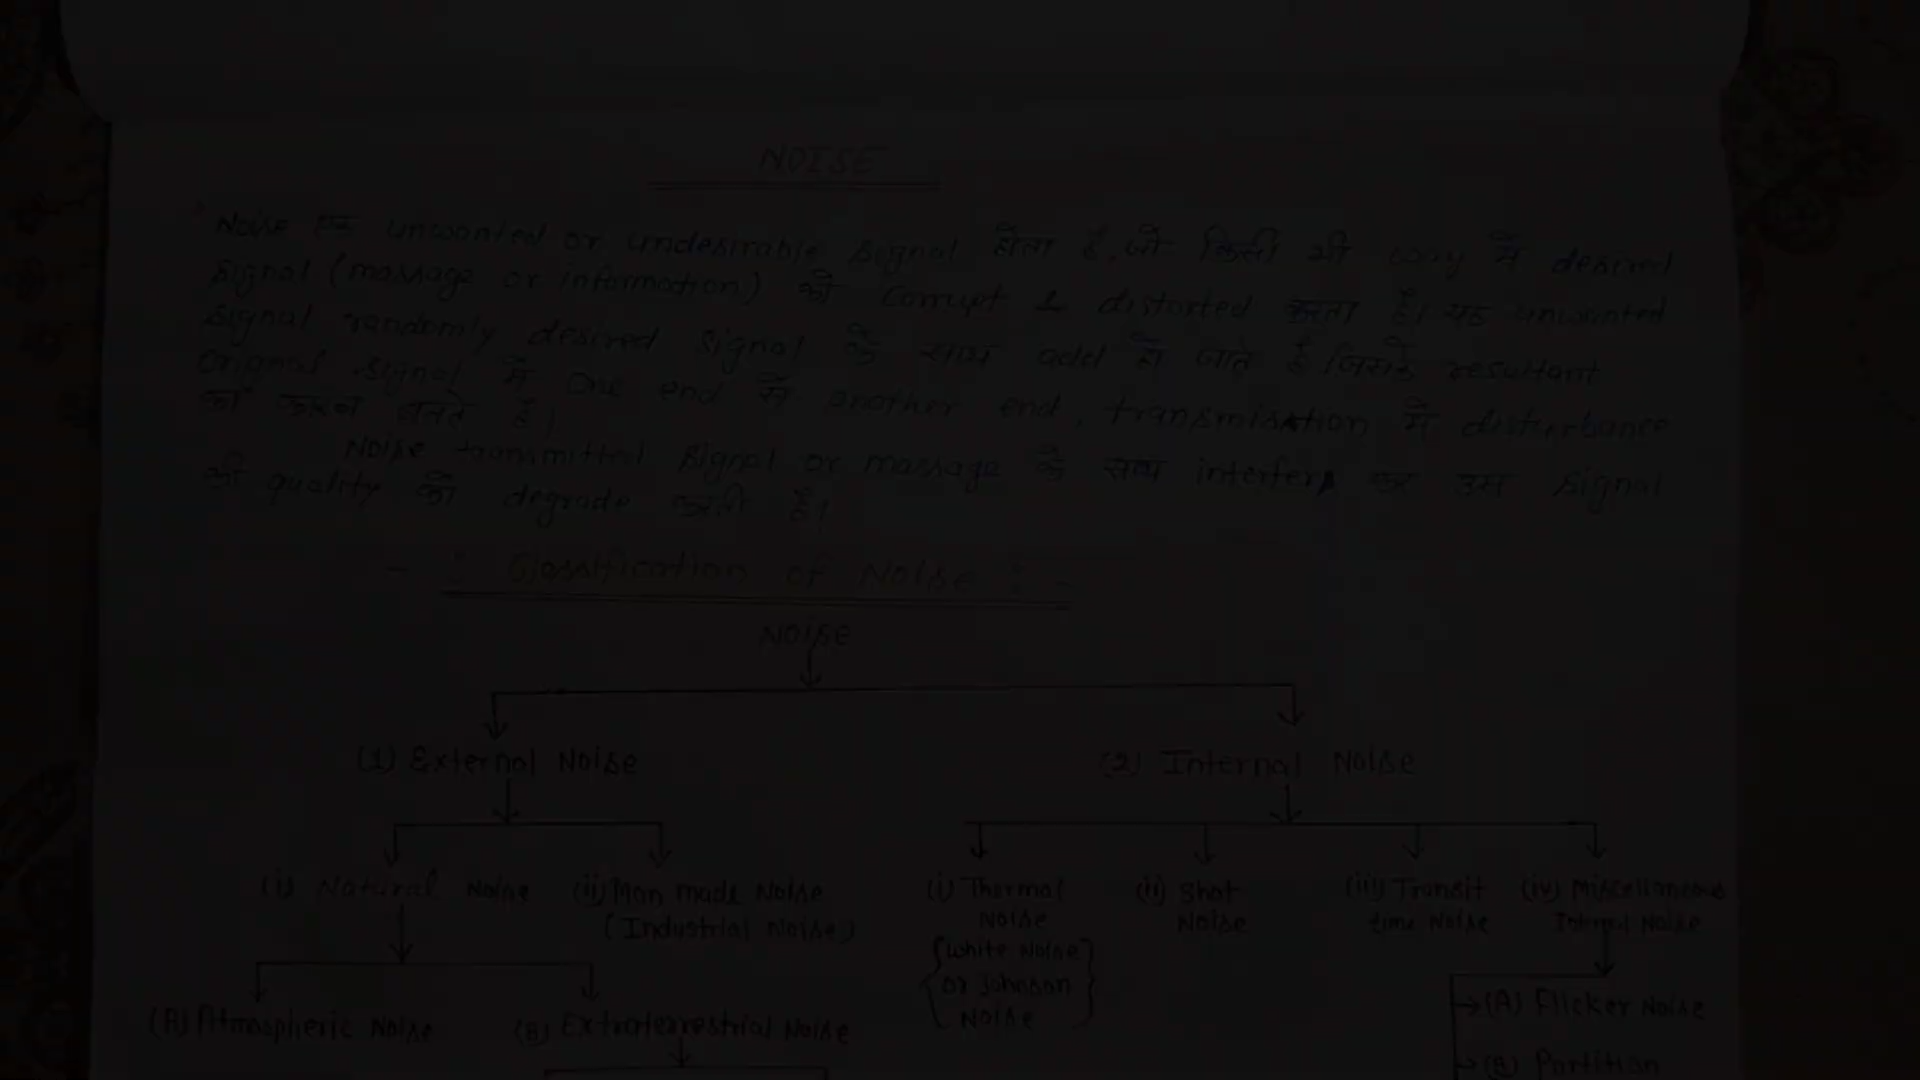 NOISE
Noise एक unwanted or undesirable signal होता है, जो किसी भी way में desired
signal (massage or information) को corrupt & distorted करता है। यह unwanted
signal randomly desired signal के साथ add हो जाते है जिसके resultant
original signal में one end से another end, transmission में disturbance
का कारण बनते है।
Noise transmitted signal or massage के साथ interfere कर उस signal
की quality को degrade करती है।
- : Classification of Noise : -
NOISE
(1) External Noise (2) Internal Noise
(i) Natural Noise (ii) Man made Noise (i) Thermal (ii) Shot (iii) Transit (iv) Miscellaneous
(Industrial Noise) Noise Noise time Noise Internal Noise
{white Noise
or Johnson
Noise}
(A) Atmospheric Noise (B) Extraterrestrial Noise (A) Flicker Noise
(B) Partition